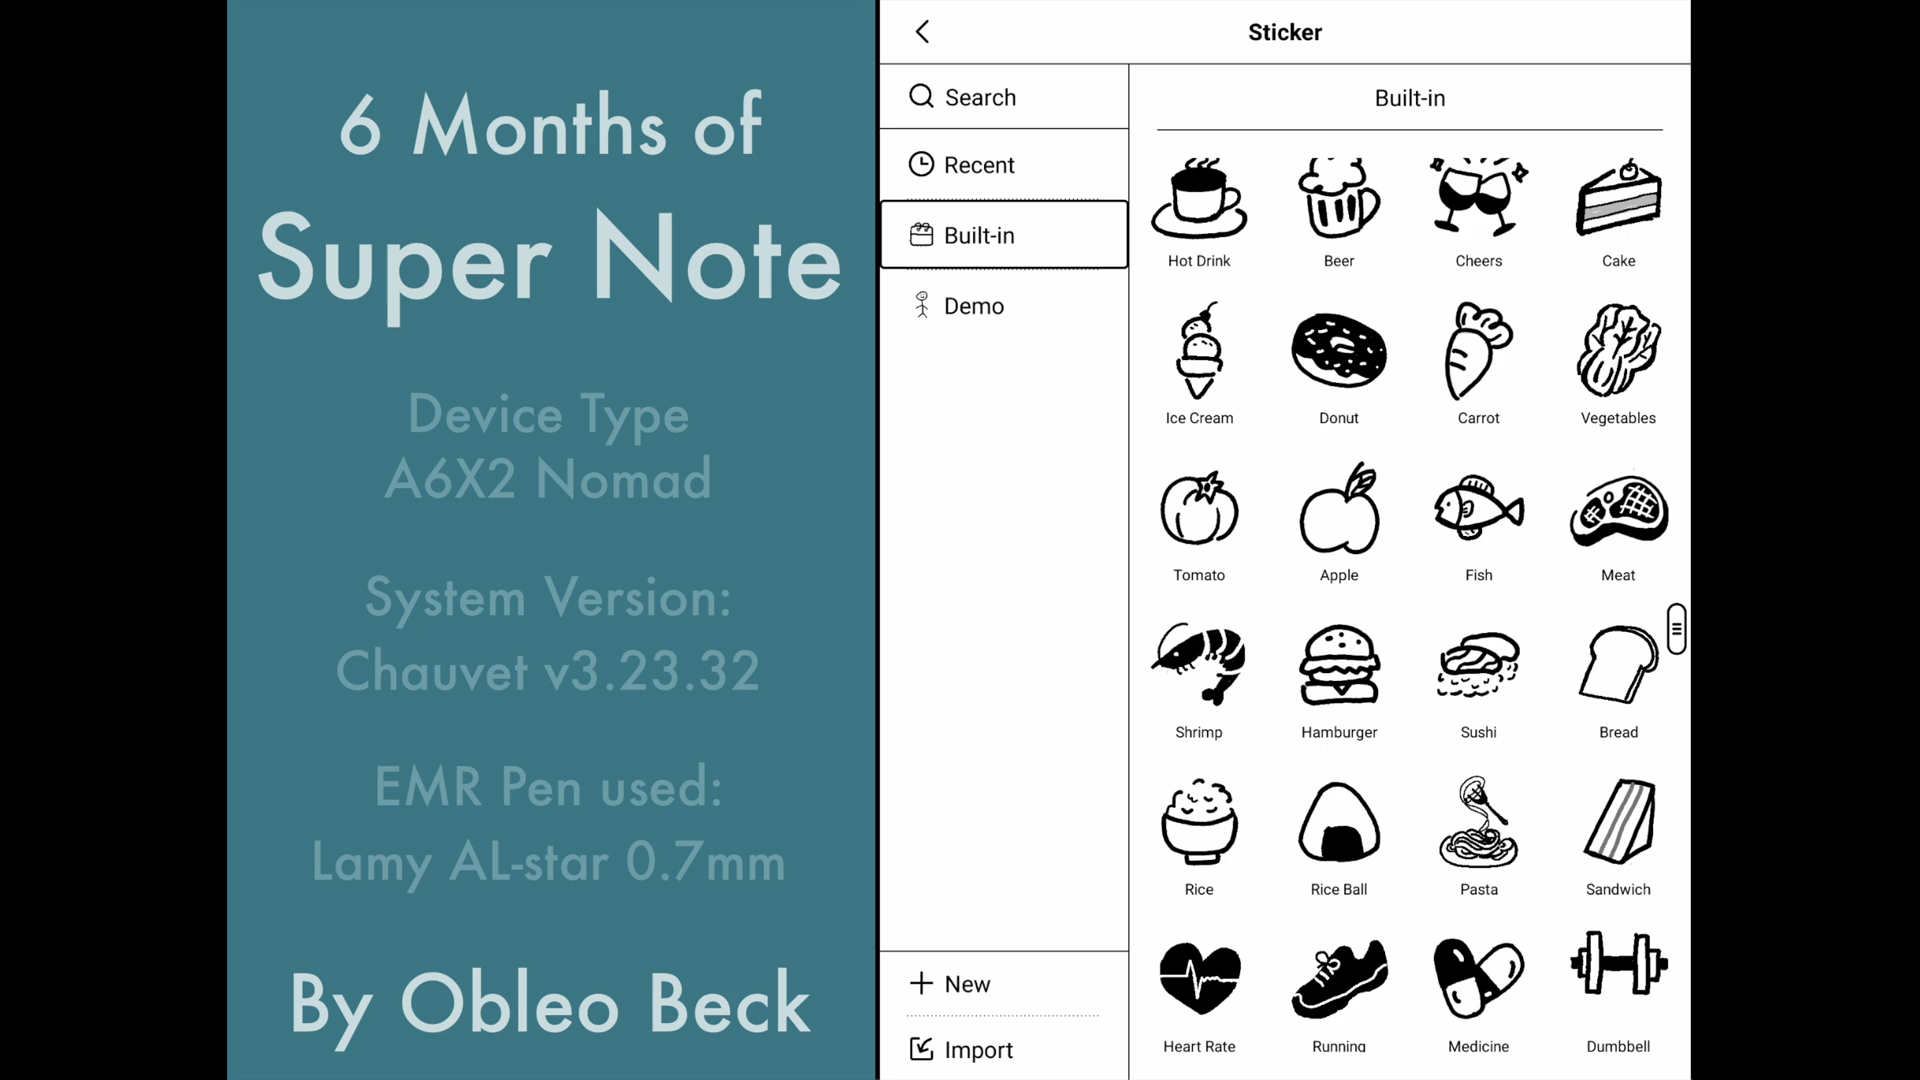 6 Months of
Super Note
Device Type
A6X2 Nomad
System Version:
Chauvet v3.23.32
EMR Pen used:
Lamy AL-star 0.7mm
By Obleo Beck
Sticker
Search
Recent
Built-in
Demo
New
Import
Built-in
Hot Drink Beer Cheers Cake
Ice Cream Donut Carrot Vegetables
Tomato Apple Fish Meat
Shrimp Hamburger Sushi Bread
Rice Rice Ball Pasta Sandwich
Heart Rate Running Medicine Dumbbell